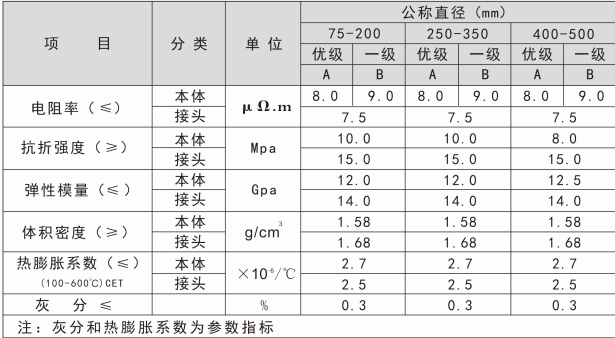 项 目 分 类 单 位 公称直径（mm）
75-200 250-350 400-500
优级 一级 优级 一级 优级 一级
A B A B A B
电阻率（≤） 本体 μ Ω.m 8.0 9.0 8.0 9.0 8.0 9.0
接头 7.5 7.5 7.5
抗折强度（≥） 本体 Mpa 10.0 10.0 8.0
接头 15.0 15.0 15.0
弹性模量（≤） 本体 Gpa 12.0 12.0 12.5
接头 14.0 14.0 14.0
体积密度（≥） 本体 g/cm³ 1.58 1.58 1.58
接头 1.68 1.68 1.68
热膨胀系数（≤） 本体 ×10⁻⁶/℃ 2.7 2.7 2.7
(100-600℃)CET 接头 2.5 2.5 2.5
灰 分 ≤ % 0.3 0.3 0.3
注：灰分和热膨胀系数为参数指标